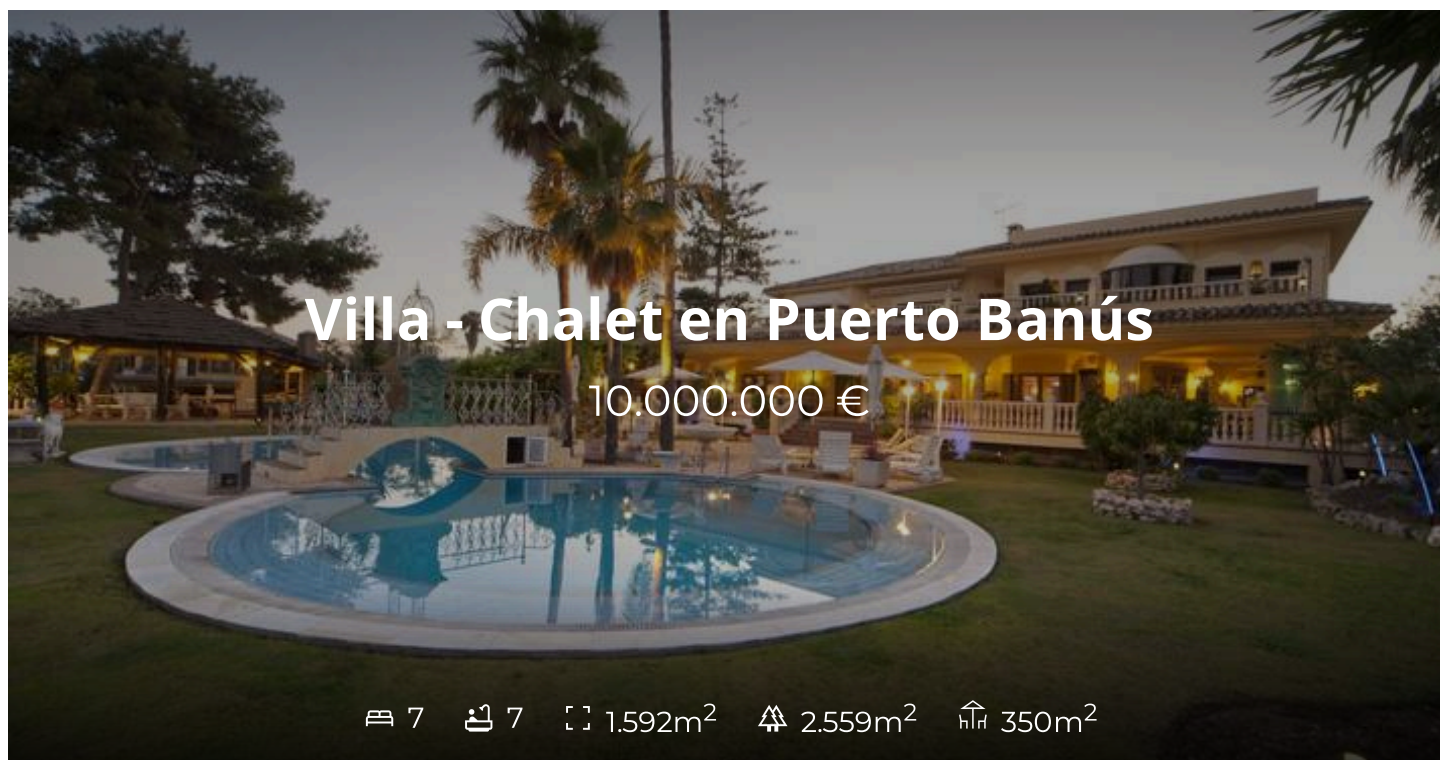 Villa - Chalet en Puerto Banús
10.000.000 €
7 7 1.592m² 2.559m² 350m²